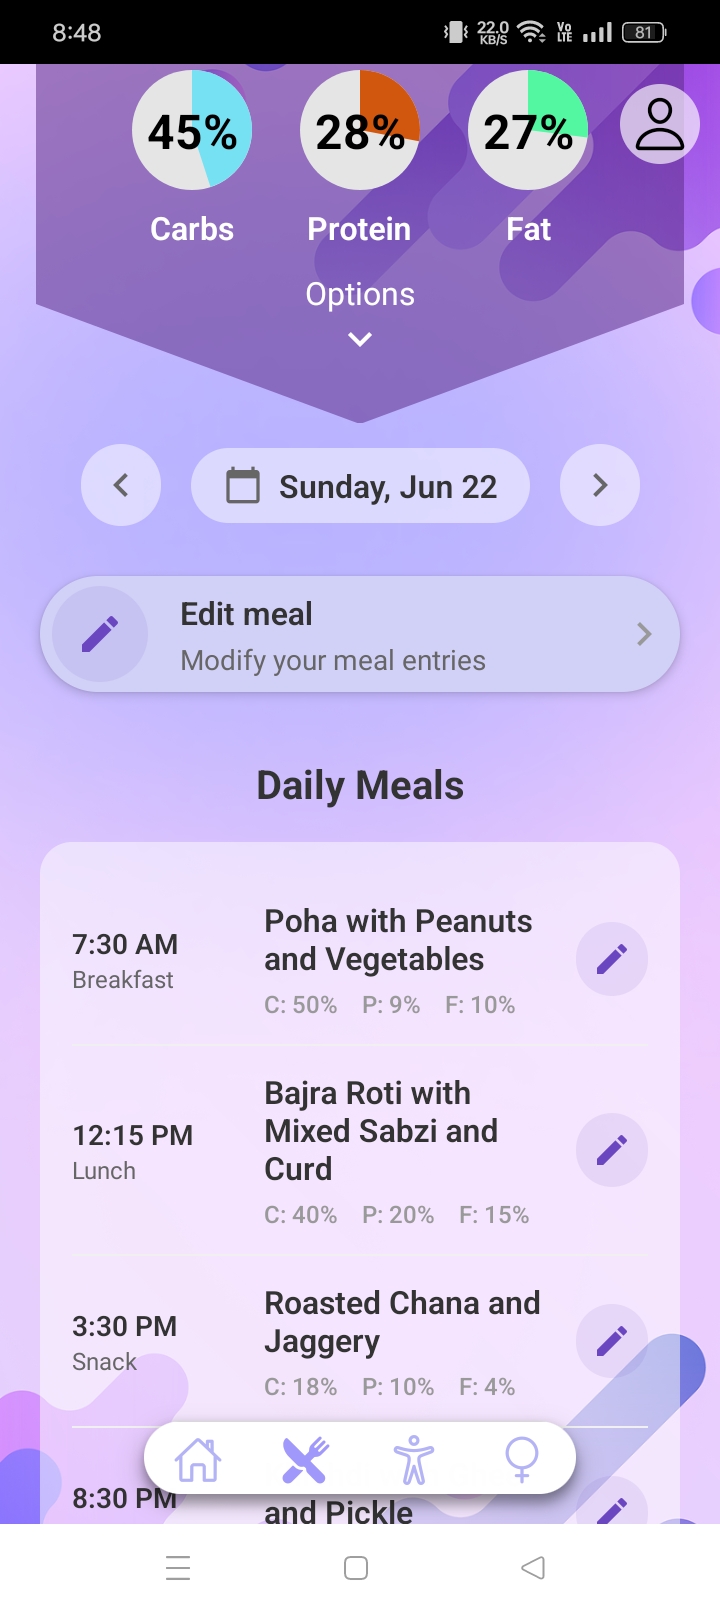 8:48
22.0
KB/S
Vo
LTE
81
45%
28%
27%
Carbs
Protein
Fat
Options
Sunday, Jun 22
Edit meal
Modify your meal entries
Daily Meals
7:30 AM
Breakfast
Poha with Peanuts
and Vegetables
C: 50% P: 9% F: 10%
12:15 PM
Lunch
Bajra Roti with
Mixed Sabzi and
Curd
C: 40% P: 20% F: 15%
3:30 PM
Snack
Roasted Chana and
Jaggery
C: 18% P: 10% F: 4%
8:30 PM
and Pickle